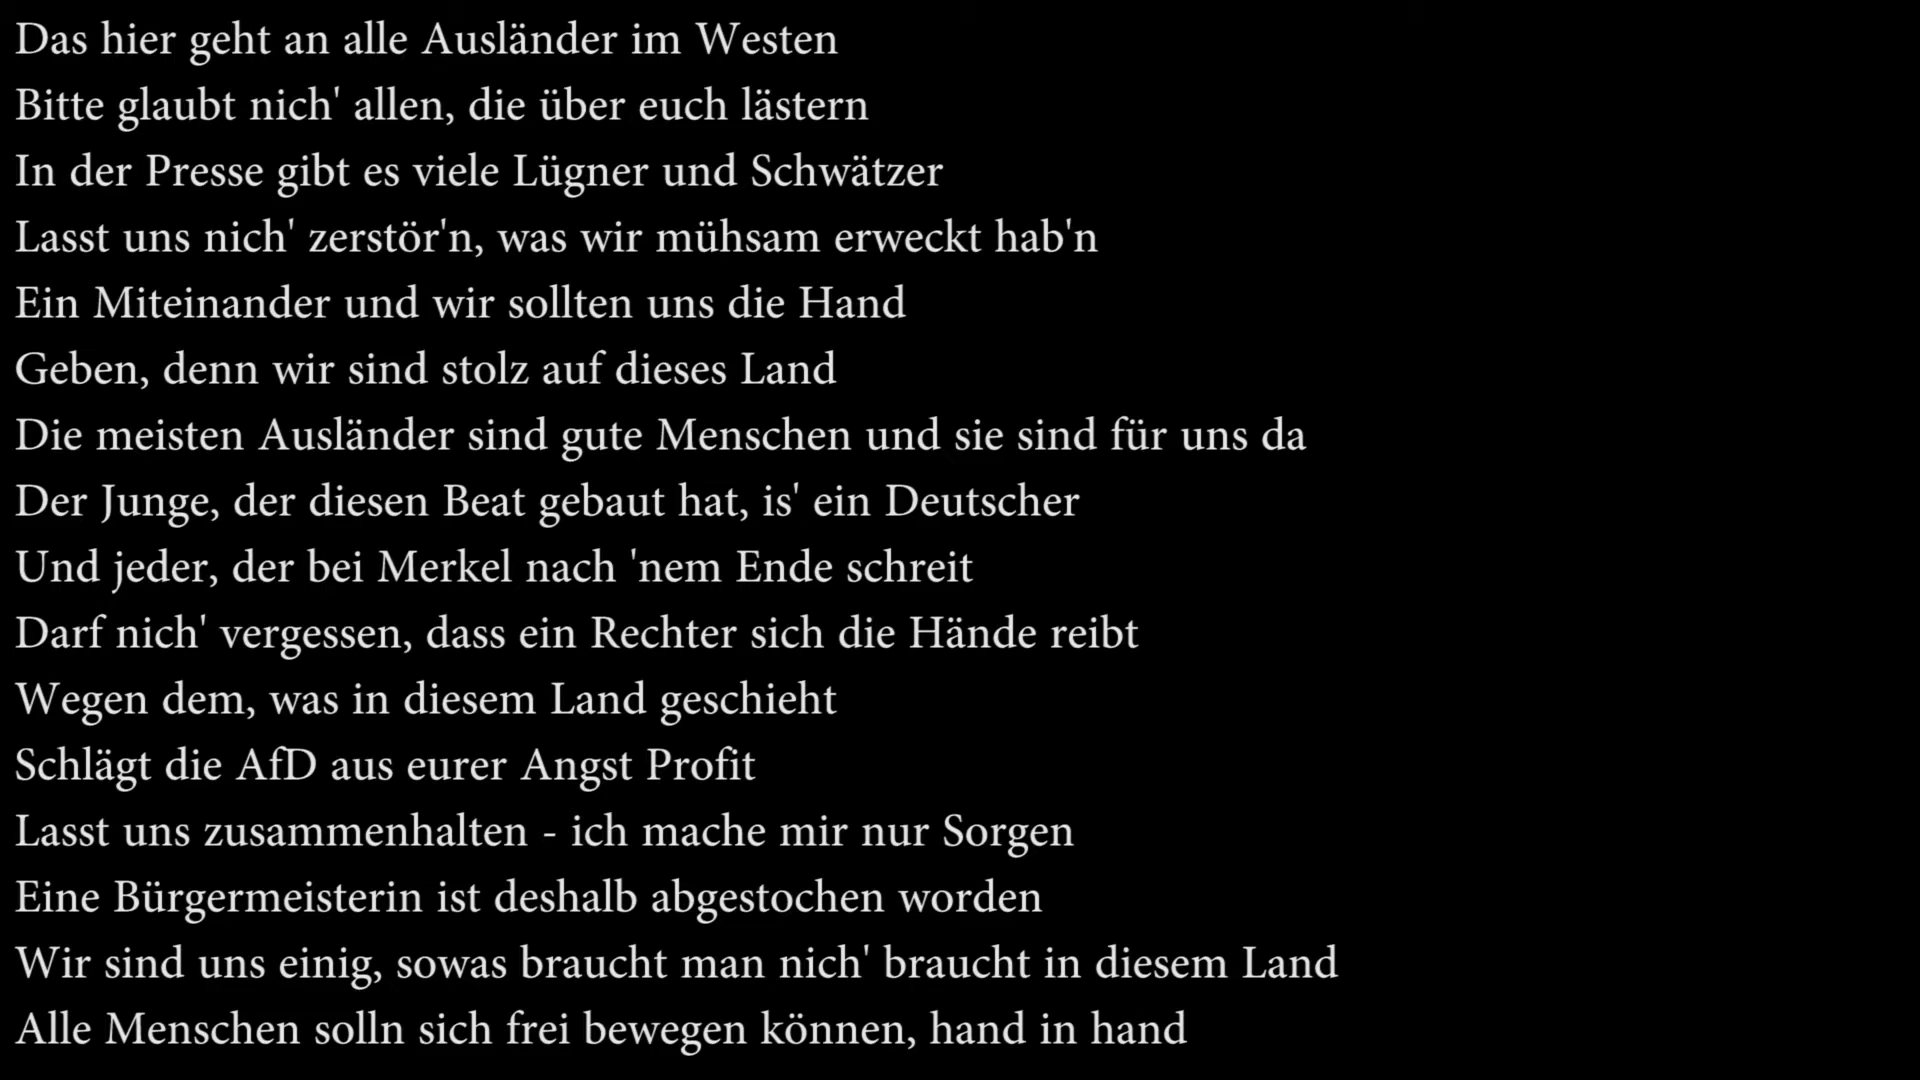 Das hier geht an alle Ausländer im Westen
Bitte glaubt nich' allen, die über euch lästern
In der Presse gibt es viele Lügner und Schwätzer
Lasst uns nich' zerstör'n, was wir mühsam erweckt hab'n
Ein Miteinander und wir sollten uns die Hand
Geben, denn wir sind stolz auf dieses Land
Die meisten Ausländer sind gute Menschen und sie sind für uns da
Der Junge, der diesen Beat gebaut hat, is' ein Deutscher
Und jeder, der bei Merkel nach 'nem Ende schreit
Darf nich' vergessen, dass ein Rechter sich die Hände reibt
Wegen dem, was in diesem Land geschieht
Schlägt die AfD aus eurer Angst Profit
Lasst uns zusammenhalten - ich mache mir nur Sorgen
Eine Bürgermeisterin ist deshalb abgestochen worden
Wir sind uns einig, sowas braucht man nich' braucht in diesem Land
Alle Menschen solln sich frei bewegen können, hand in hand